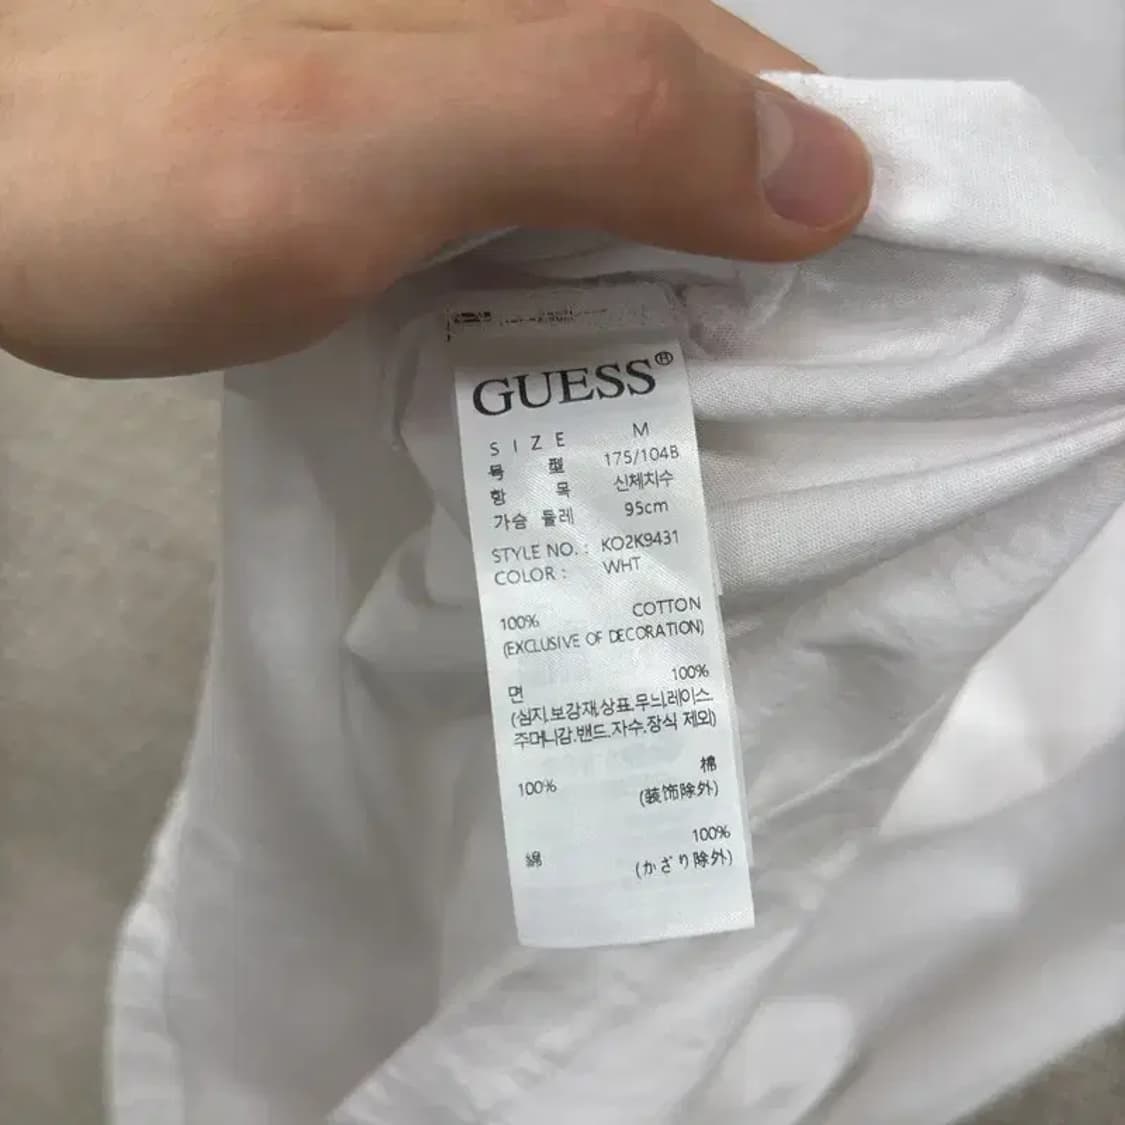 GUESS®
SIZE M
号 型 175/104B
항 목 신체치수
가슴 둘레 95cm
STYLE NO. : KO2K9431
COLOR : WHT
100% COTTON
(EXCLUSIVE OF DECORATION)
면 100%
(심지.보강재.상표.무늬.레이스
주머니감.밴드.자수.장식 제외)
100% 棉
(装饰除外)
綿 100%
(かざり除外)